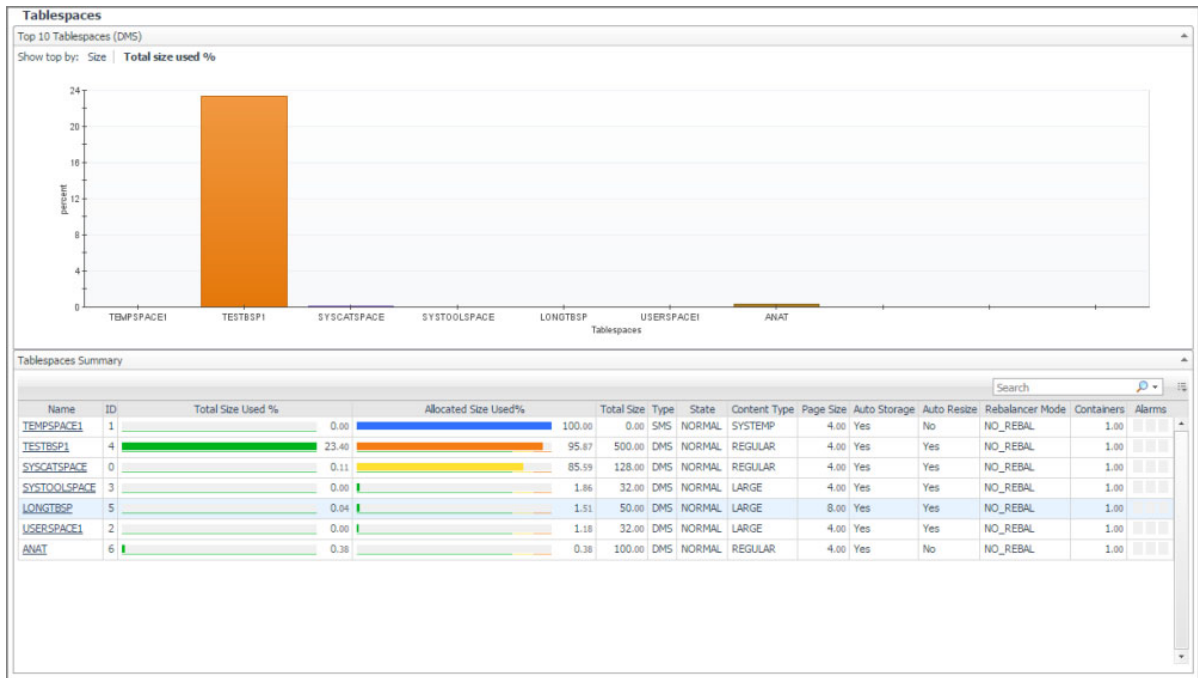 Tablespaces
Top 10 Tablespaces (DMS)
Show top by: Size | Total size used %
24
20
16
12
8
4
0
percent
TEMPSPACE1 TESTBSP1 SYSCATSPACE SYSTOOLSPACE LONGTBSP USERSPACE1 ANAT
Tablespaces
Tablespaces Summary
Search
Name ID Total Size Used % Allocated Size Used% Total Size Type State Content Type Page Size Auto Storage Auto Resize Rebalancer Mode Containers Alarms
TEMPSPACE1 1 0.00 100.00 0.00 SMS NORMAL SYSTEMP 4.00 Yes No NO_REBAL 1.00
TESTBSP1 4 23.40 95.87 500.00 DMS NORMAL REGULAR 4.00 Yes Yes NO_REBAL 1.00
SYSCATSPACE 0 0.11 85.59 128.00 DMS NORMAL REGULAR 4.00 Yes Yes NO_REBAL 1.00
SYSTOOLSPACE 3 0.00 1.86 32.00 DMS NORMAL LARGE 4.00 Yes Yes NO_REBAL 1.00
LONGTBSP 5 0.04 1.51 50.00 DMS NORMAL LARGE 8.00 Yes Yes NO_REBAL 1.00
USERSPACE1 2 0.00 1.18 32.00 DMS NORMAL LARGE 4.00 Yes Yes NO_REBAL 1.00
ANAT 6 0.38 0.38 100.00 DMS NORMAL REGULAR 4.00 Yes No NO_REBAL 1.00